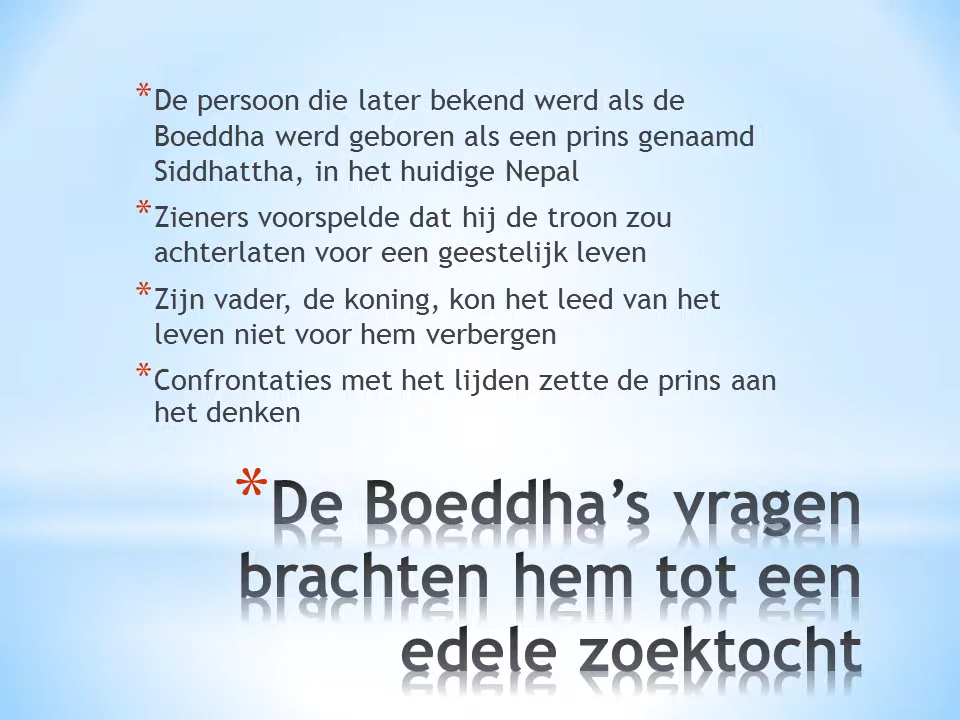 * De persoon die later bekend werd als de
Boeddha werd geboren als een prins genaamd
Siddhattha, in het huidige Nepal
* Zieners voorspelde dat hij de troon zou
achterlaten voor een geestelijk leven
* Zijn vader, de koning, kon het leed van het
leven niet voor hem verbergen
* Confrontaties met het lijden zette de prins aan
het denken
* De Boeddha’s vragen
brachten hem tot een
edele zoektocht